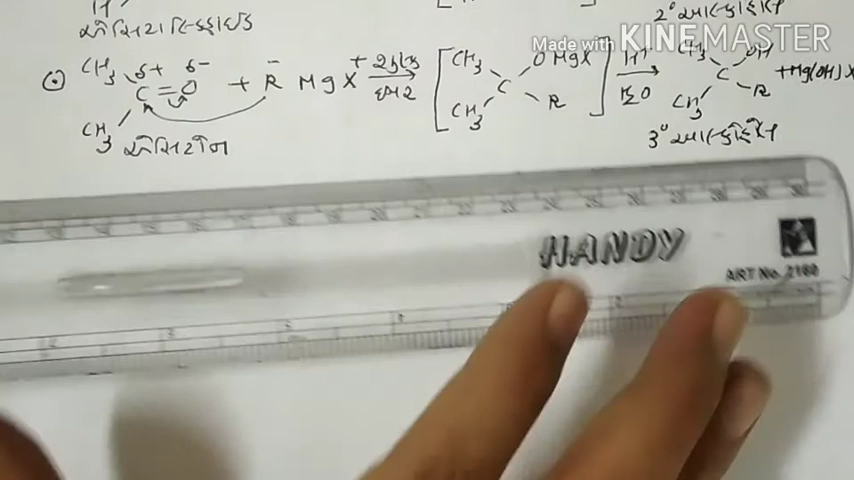 2° આલ્કોહોલ
Made with KINEMASTER
એસિટાલ્ડિહાઇડ
CH3 δ+ δ- C=O + R̄ MgX+ શુષ્ક ઈથર [CH3 CH3 C OMgX R] H+ H2O CH3 CH3 C OH R +Mg(OH)X
એસિટોન
3° આલ્કોહોલ
HANDY
ART No. 2160